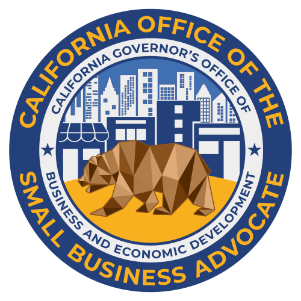 CALIFORNIA OFFICE OF THE
SMALL BUSINESS ADVOCATE
CALIFORNIA GOVERNOR'S OFFICE OF
BUSINESS AND ECONOMIC DEVELOPMENT